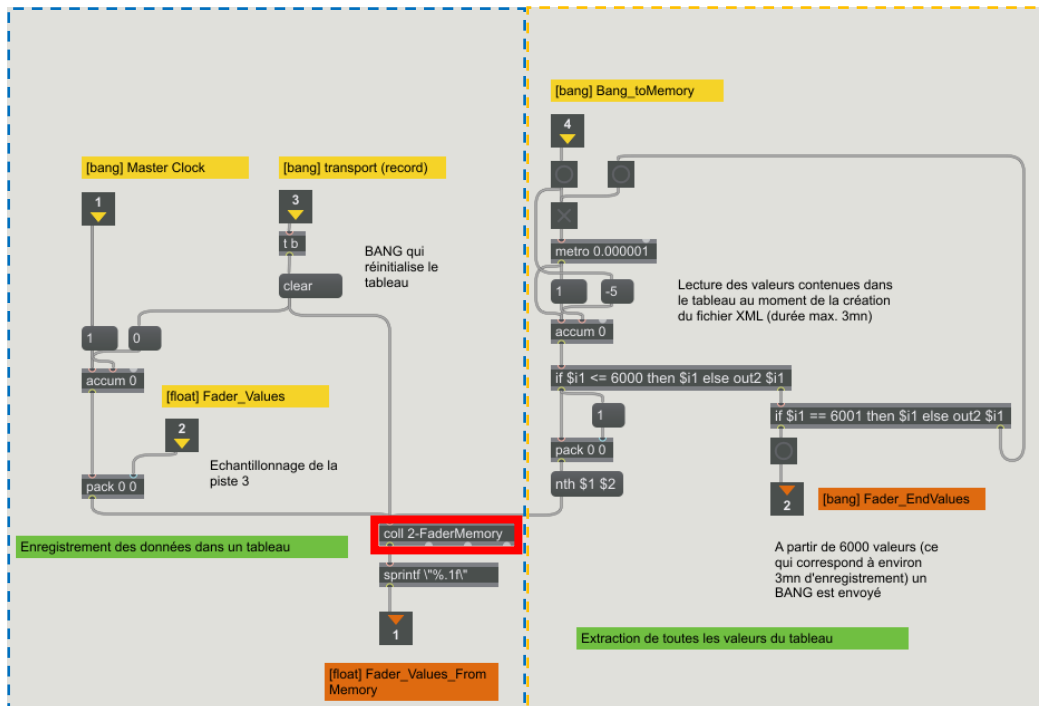 [bang] Bang_toMemory
4
[bang] Master Clock
[bang] transport (record)
1
3
t b
BANG qui
réinitialise le
tableau
clear
metro 0.000001
1
-5
Lecture des valeurs contenues dans
le tableau au moment de la création
du fichier XML (durée max. 3mn)
1
0
accum 0
accum 0
if $i1 <= 6000 then $i1 else out2 $i1
[float] Fader_Values
1
if $i1 == 6001 then $i1 else out2 $i1
2
pack 0 0
Echantillonnage de la
piste 3
pack 0 0
nth $1 $2
2
[bang] Fader_EndValues
coll 2-FaderMemory
Enregistrement des données dans un tableau
A partir de 6000 valeurs (ce
qui correspond à environ
3mn d'enregistrement) un
BANG est envoyé
sprintf \"%.1f\"
1
Extraction de toutes les valeurs du tableau
[float] Fader_Values_From
Memory